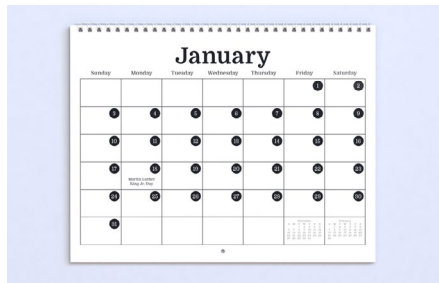 January
Sunday Monday Tuesday Wednesday Thursday Friday Saturday
1 2
3 4 5 6 7 8 9
10 11 12 13 14 15 16
17 18 19 20 21 22 23
Martin Luther
King Jr. Day
24 25 26 27 28 29 30
31